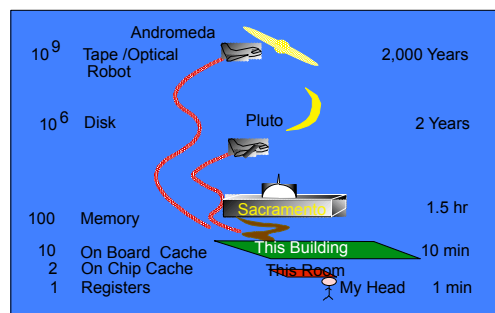 Andromeda
10^9 Tape /Optical Robot 2,000 Years
10^6 Disk Pluto 2 Years
Sacramento 1.5 hr
100 Memory
10 On Board Cache This Building 10 min
2 On Chip Cache This Room
1 Registers My Head 1 min